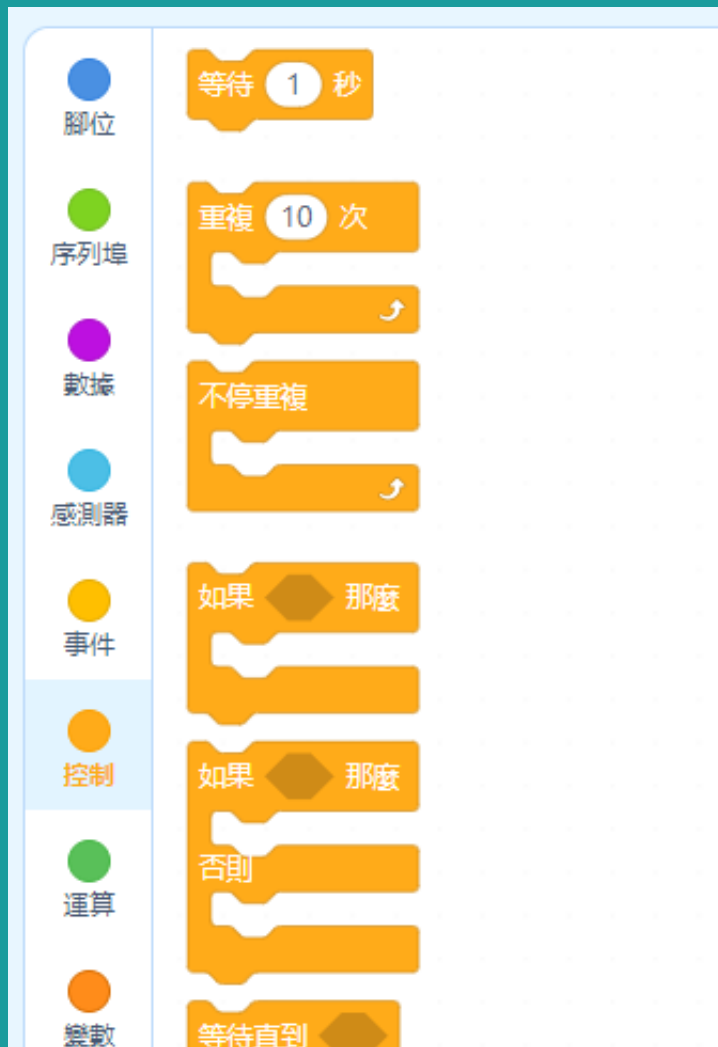 腳位
序列埠
數據
感測器
事件
控制
運算
變數
等待 1 秒
重複 10 次
不停重複
如果 那麼
如果 那麼
否則
等待直到